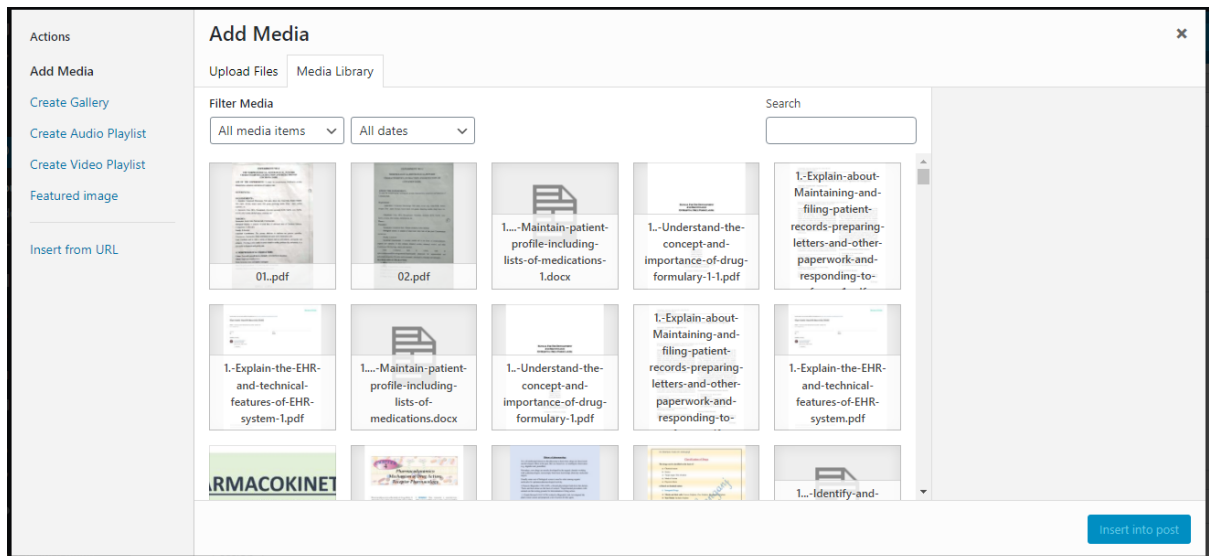 Actions
Add Media
Create Gallery
Create Audio Playlist
Create Video Playlist
Featured image
Insert from URL
Add Media
Upload Files
Media Library
Filter Media
Search
All media items
All dates
01..pdf
02.pdf
1....-Maintain-patient-
profile-including-
lists-of-medications-
1.docx
1..-Understand-the-
concept-and-
importance-of-drug-
formulary-1-1.pdf
1.-Explain-about-
Maintaining-and-
filing-patient-
records-preparing-
letters-and-other-
paperwork-and-
responding-to-
1.-Explain-the-EHR-
and-technical-
features-of-EHR-
system-1.pdf
1....-Maintain-patient-
profile-including-
lists-of-
medications.docx
1..-Understand-the-
concept-and-
importance-of-drug-
formulary-1.pdf
1.-Explain-about-
Maintaining-and-
filing-patient-
records-preparing-
letters-and-other-
paperwork-and-
responding-to-
1.-Explain-the-EHR-
and-technical-
features-of-EHR-
system.pdf
ARMACOKINET
1...-Identify-and-
Insert into post